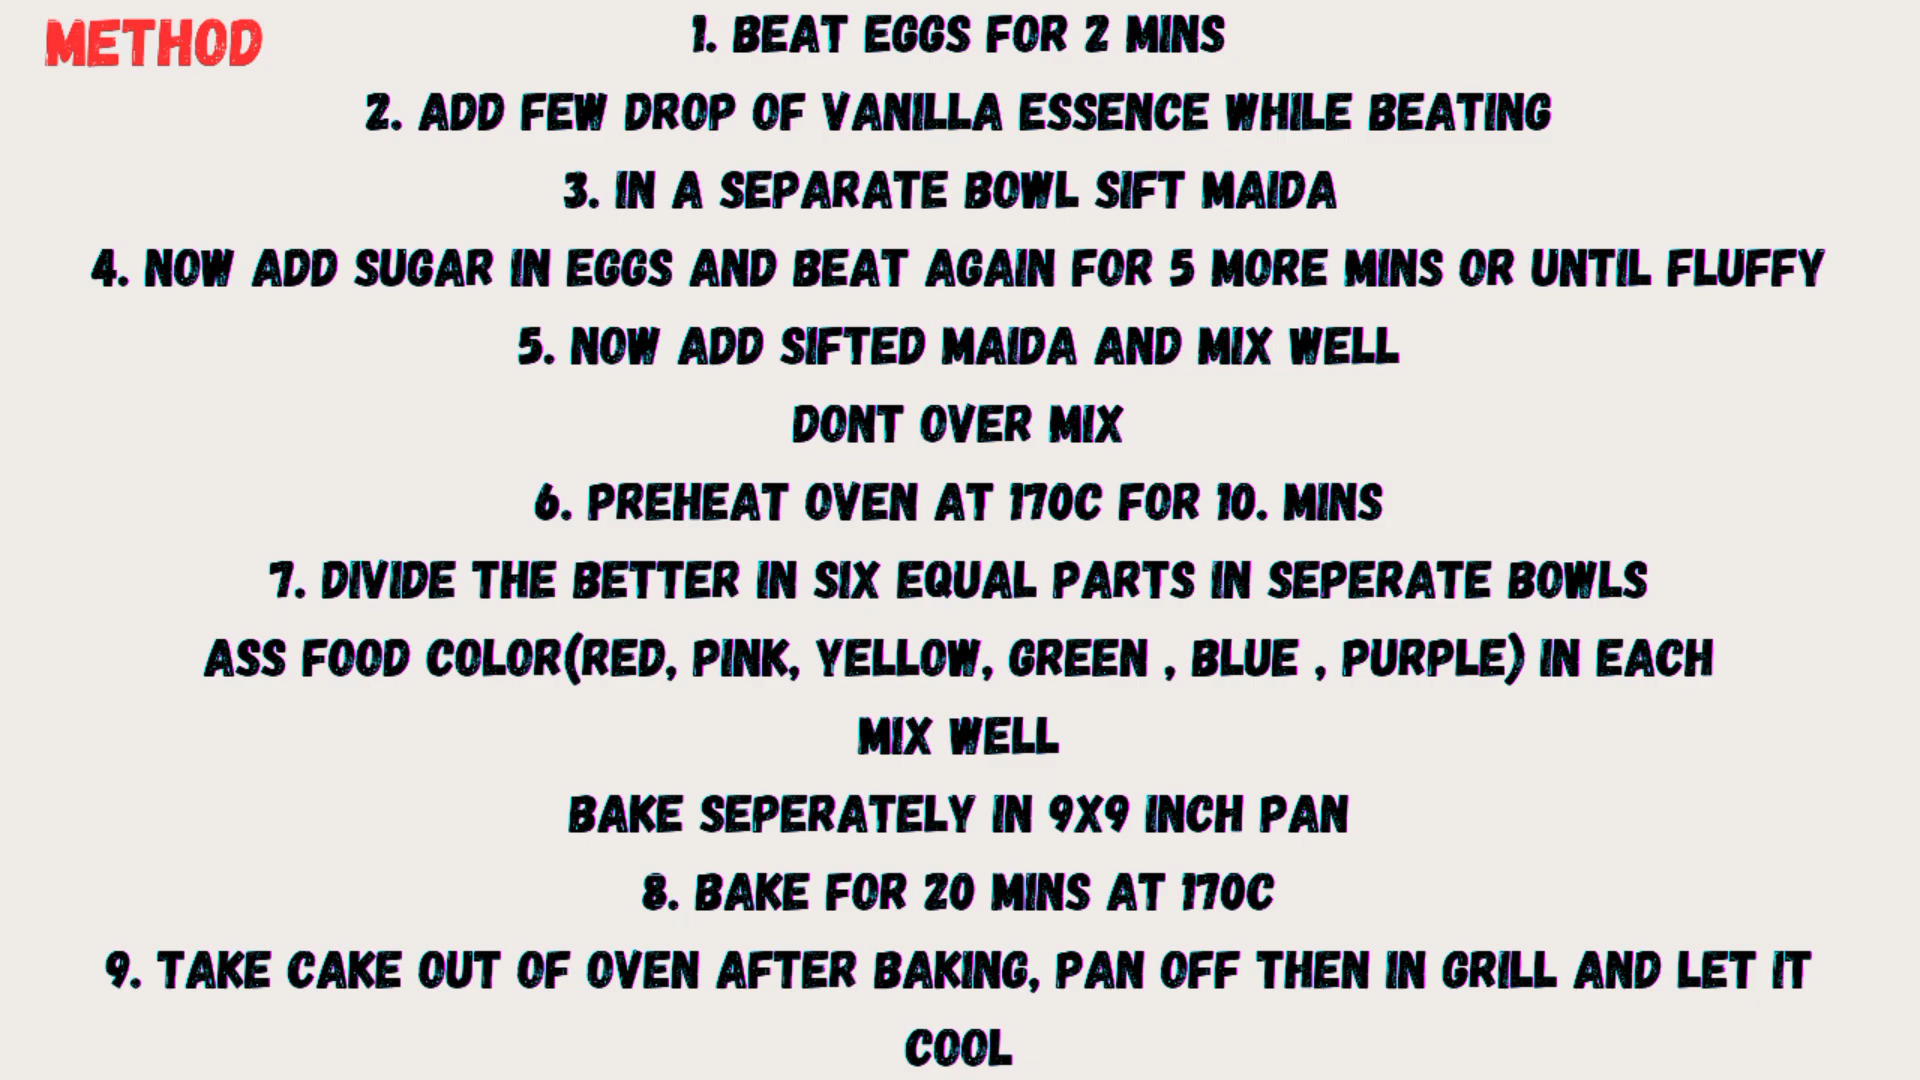 METHOD
1. BEAT EGGS FOR 2 MINS
2. ADD FEW DROP OF VANILLA ESSENCE WHILE BEATING
3. IN A SEPARATE BOWL SIFT MAIDA
4. NOW ADD SUGAR IN EGGS AND BEAT AGAIN FOR 5 MORE MINS OR UNTIL FLUFFY
5. NOW ADD SIFTED MAIDA AND MIX WELL
DONT OVER MIX
6. PREHEAT OVEN AT 170C FOR 10. MINS
7. DIVIDE THE BETTER IN SIX EQUAL PARTS IN SEPERATE BOWLS
ASS FOOD COLOR(RED, PINK, YELLOW, GREEN , BLUE , PURPLE) IN EACH
MIX WELL
BAKE SEPERATELY IN 9X9 INCH PAN
8. BAKE FOR 20 MINS AT 170C
9. TAKE CAKE OUT OF OVEN AFTER BAKING, PAN OFF THEN IN GRILL AND LET IT
COOL